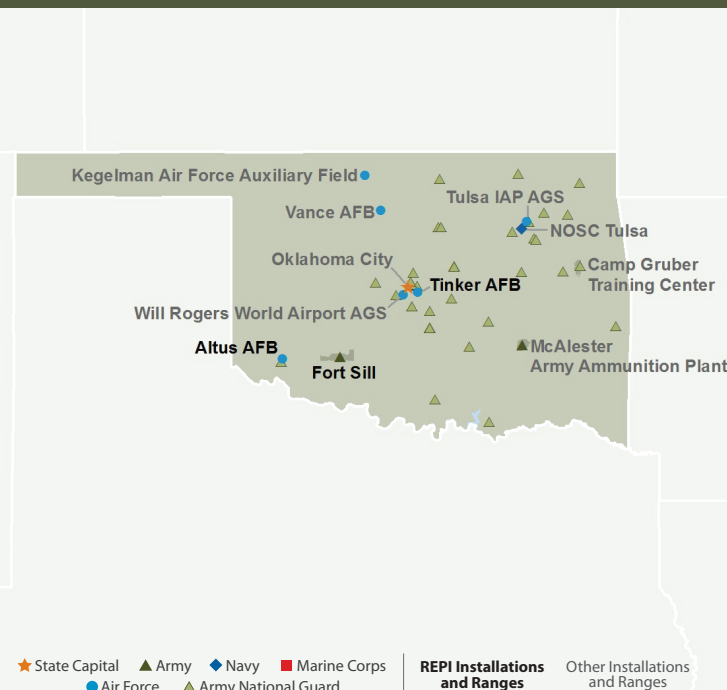 Kegelman Air Force Auxiliary Field
Tulsa IAP AGS
Vance AFB
NOSC Tulsa
Oklahoma City
Camp Gruber
Training Center
Tinker AFB
Will Rogers World Airport AGS
Altus AFB
McAlester
Army Ammunition Plant
Fort Sill
State Capital Army Navy Marine Corps
Air Force Army National Guard
REPI Installations
and Ranges
Other Installations
and Ranges